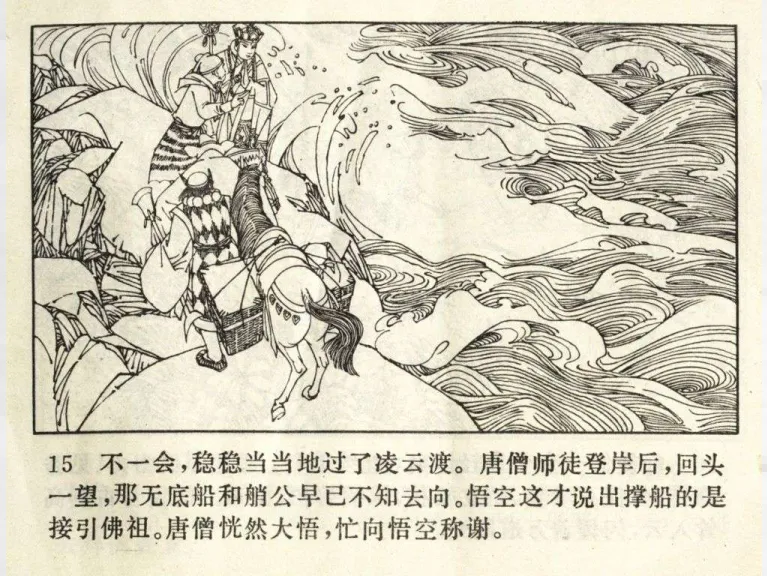 15 不一会，稳稳当当地过了凌云渡。唐僧师徒登岸后，回头
一望，那无底船和艄公早已不知去向。悟空这才说出撑船的是
接引佛祖。唐僧恍然大悟，忙向悟空称谢。